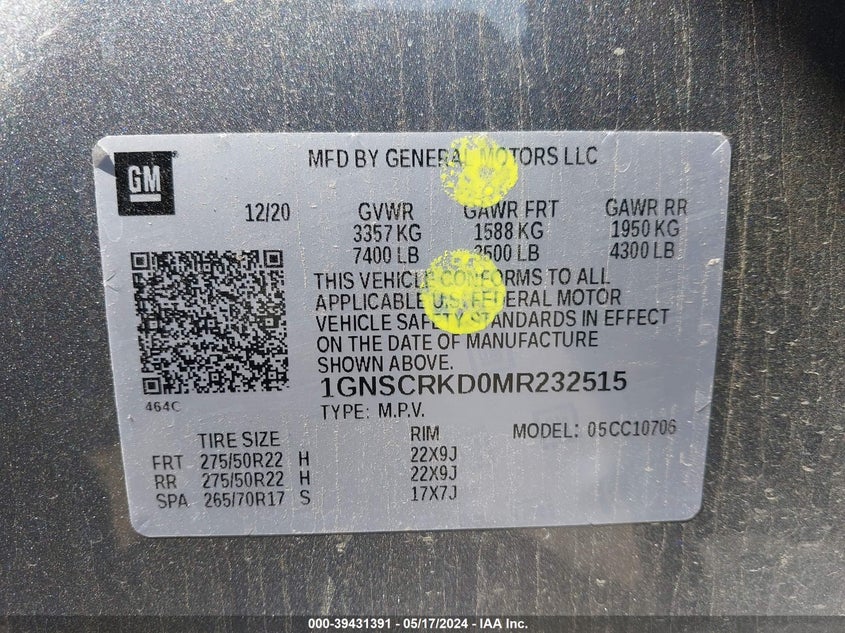 GM
MFD BY GENERAL MOTORS LLC
12/20 GVWR GAWR FRT GAWR RR
3357 KG 1588 KG 1950 KG
7400 LB 3500 LB 4300 LB
THIS VEHICLE CONFORMS TO ALL
APPLICABLE U.S. FEDERAL MOTOR
VEHICLE SAFETY STANDARDS IN EFFECT
ON THE DATE OF MANUFACTURE
SHOWN ABOVE.
1GNSCRKD0MR232515
464C
TYPE: M.P.V.
MODEL: 05CC10706
TIRE SIZE RIM
FRT 275/50R22 H 22X9J
RR 275/50R22 H 22X9J
SPA 265/70R17 S 17X7J
000-39431391 / 05/17/2024 - IAA Inc.